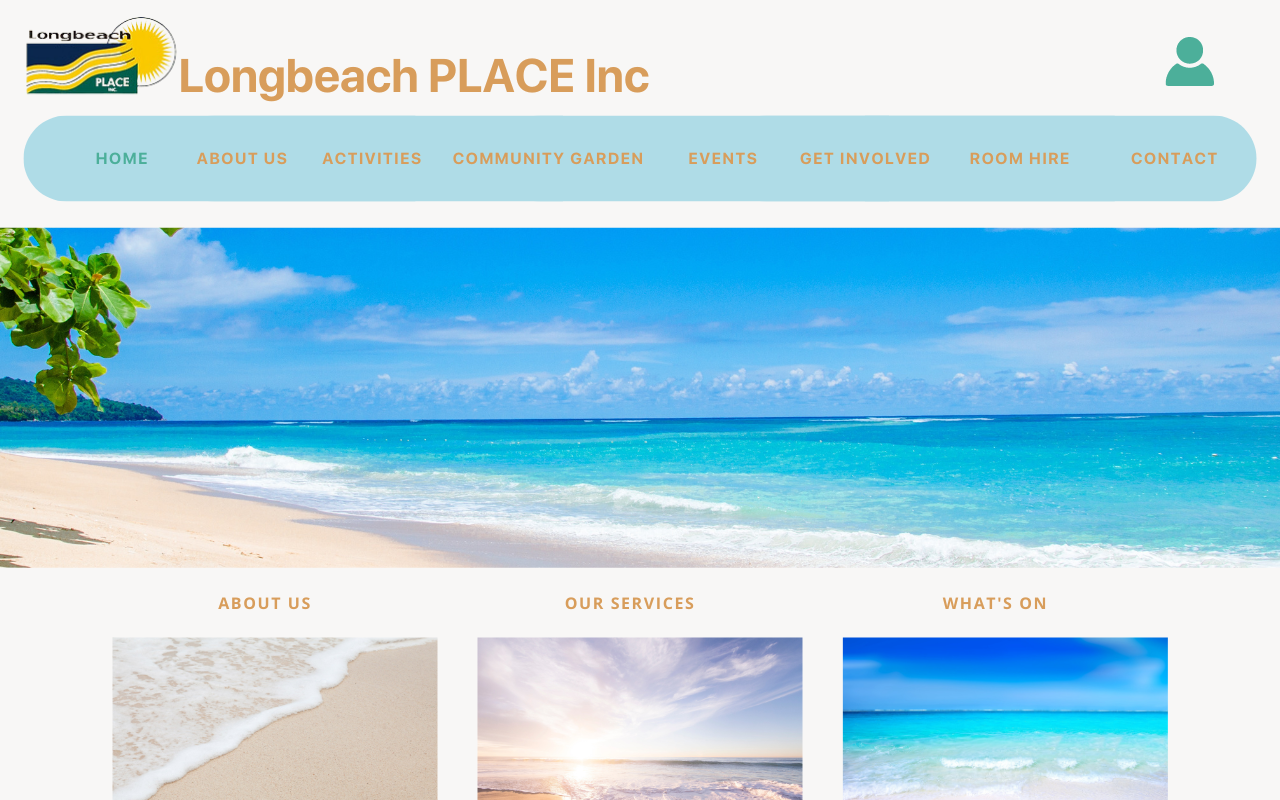 Longbeach
PLACE
INC.
Longbeach PLACE Inc
HOME ABOUT US ACTIVITIES COMMUNITY GARDEN EVENTS GET INVOLVED ROOM HIRE CONTACT
ABOUT US OUR SERVICES WHAT'S ON